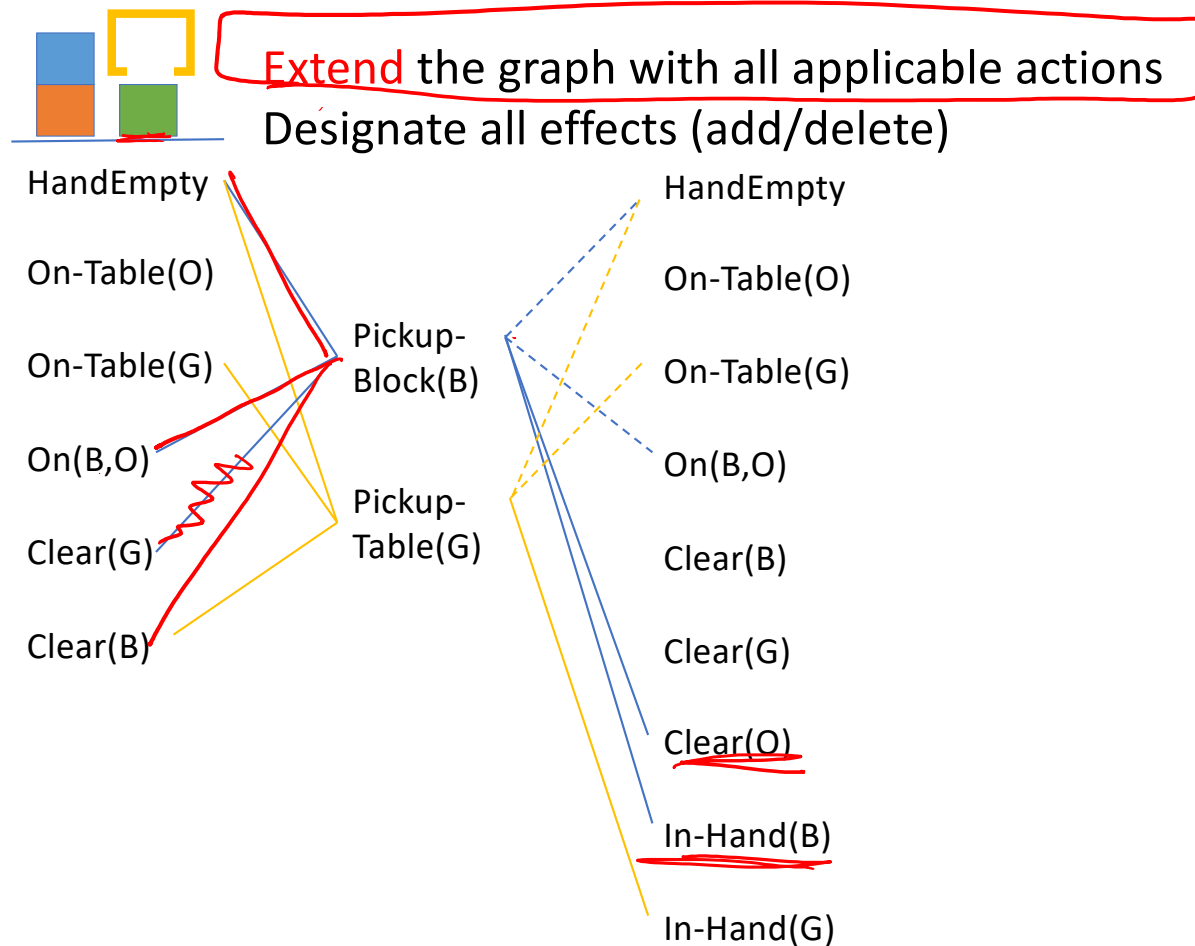 Extend the graph with all applicable actions
Designate all effects (add/delete)
HandEmpty
On-Table(O)
On-Table(G)
On(B,O)
Clear(G)
Clear(B)
Pickup-
Block(B)
Pickup-
Table(G)
HandEmpty
On-Table(O)
On-Table(G)
On(B,O)
Clear(B)
Clear(G)
Clear(O)
In-Hand(B)
In-Hand(G)